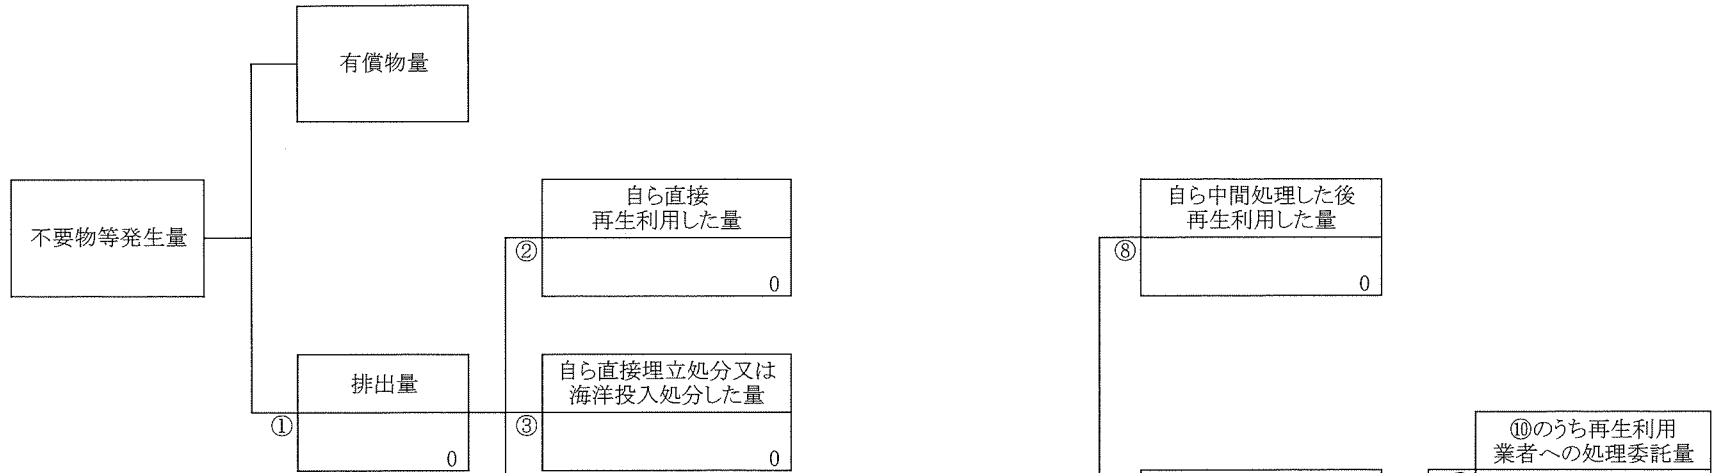 有償物量
不要物等発生量
自ら直接
再生利用した量
②
0
自ら中間処理した後
再生利用した量
⑧
0
排出量
①
0
自ら直接埋立処分又は
海洋投入処分した量
③
0
⑩のうち再生利用
業者への処理委託量